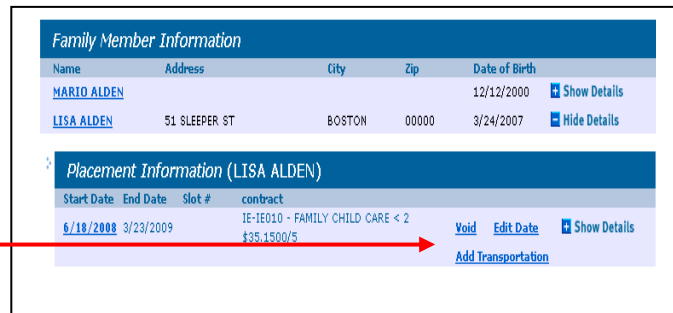 Family Member Information
Name Address City Zip Date of Birth
MARIO ALDEN 12/12/2000 Show Details
LISA ALDEN 51 SLEEPER ST BOSTON 00000 3/24/2007 Hide Details
Placement Information (LISA ALDEN)
Start Date End Date Slot # contract
6/18/2008 3/23/2009 IE-IE010 - FAMILY CHILD CARE < 2 Void Edit Date Show Details
$35.1500/5
Add Transportation